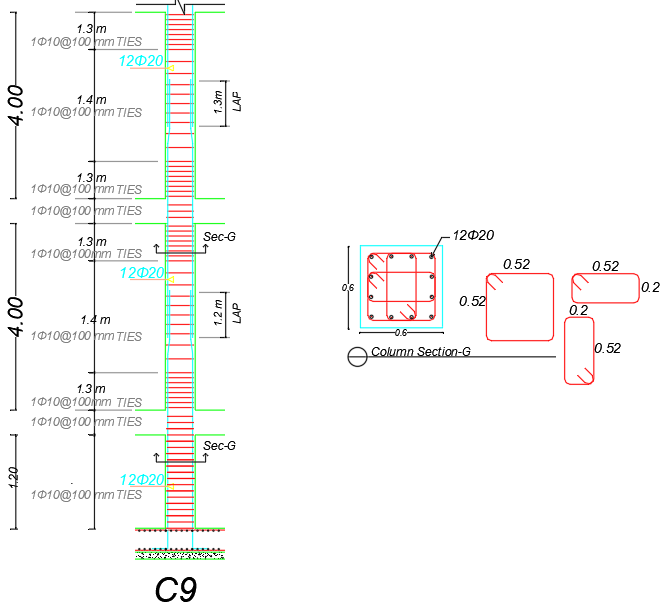 1.3 m
1Φ10@100 mm TIES
12Φ20
4.00
1.4 m
1Φ10@100 mm TIES
1.3m
LAP
1.3 m
1Φ10@100 mm TIES
1Φ10@100 mm TIES
Sec-G
1.3 m
1Φ10@100 mm TIES
12Φ20
4.00
1.4 m
1Φ10@100 mm TIES
1.2 m
LAP
1.3 m
1Φ10@100mm TIES
1Φ10@100 mm TIES
Sec-G
12Φ20
1.20
1Φ10@100 mm TIES
C9
12Φ20
0.6
0.6
Column Section-G
0.52
0.52
0.52
0.2
0.2
0.52